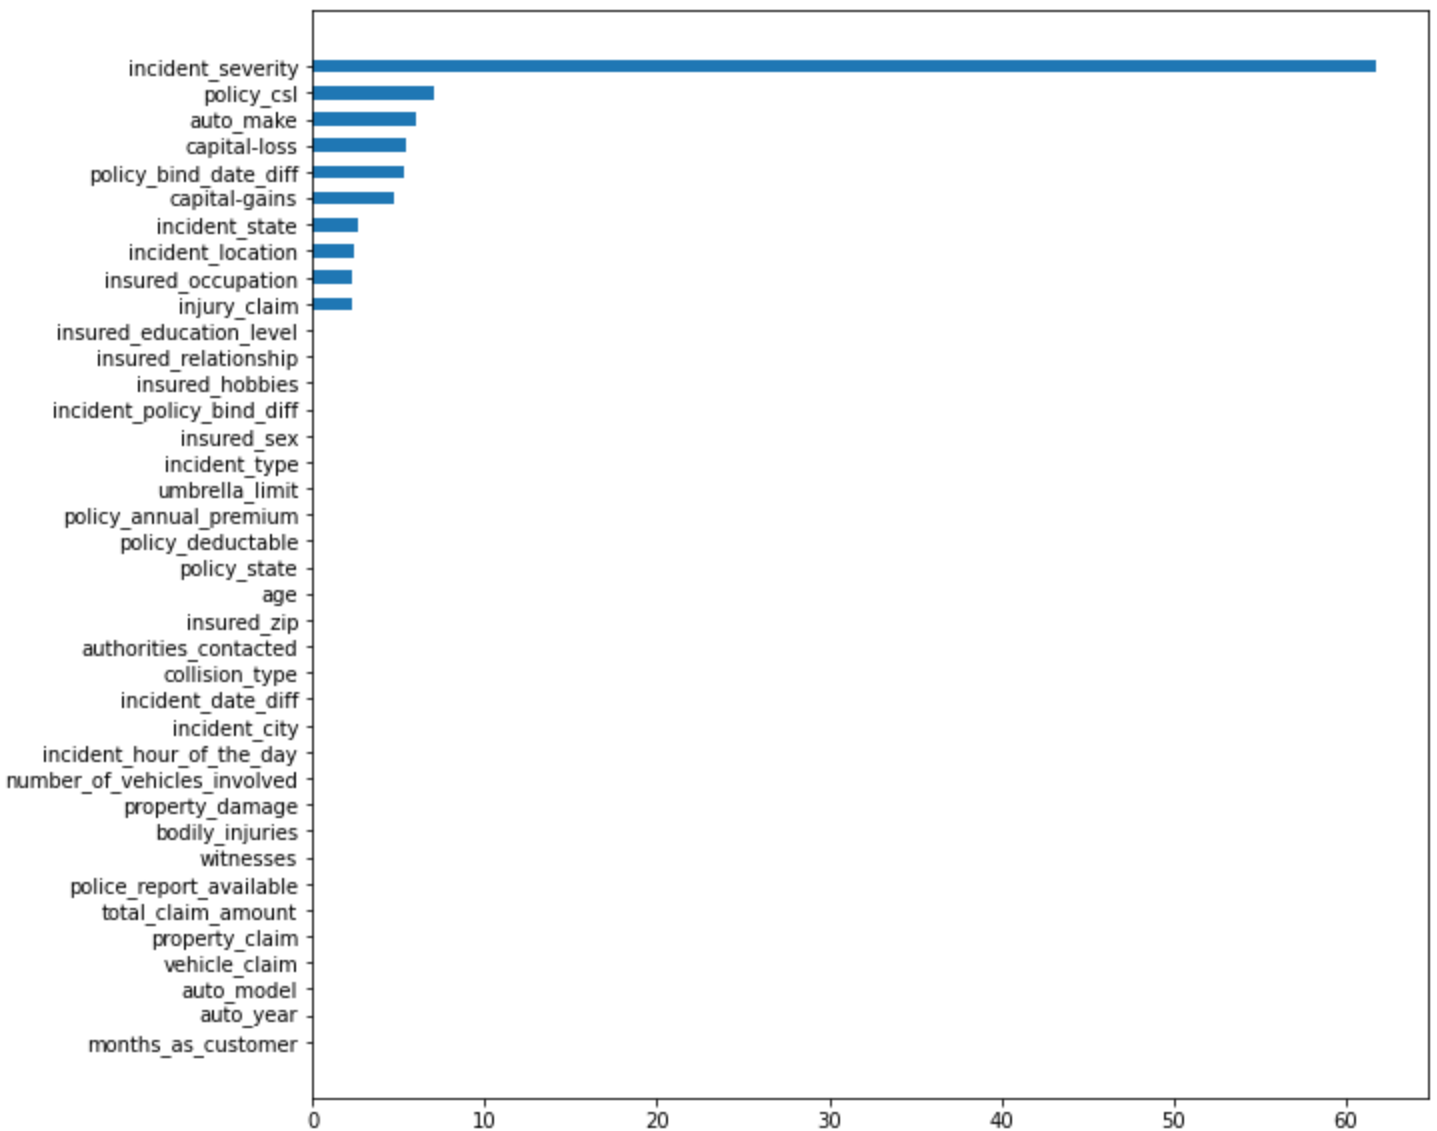 incident_severity
policy_csl
auto_make
capital-loss
policy_bind_date_diff
capital-gains
incident_state
incident_location
insured_occupation
injury_claim
insured_education_level
insured_relationship
insured_hobbies
incident_policy_bind_diff
insured_sex
incident_type
umbrella_limit
policy_annual_premium
policy_deductable
policy_state
age
insured_zip
authorities_contacted
collision_type
incident_date_diff
incident_city
incident_hour_of_the_day
number_of_vehicles_involved
property_damage
bodily_injuries
witnesses
police_report_available
total_claim_amount
property_claim
vehicle_claim
auto_model
auto_year
months_as_customer
0 10 20 30 40 50 60